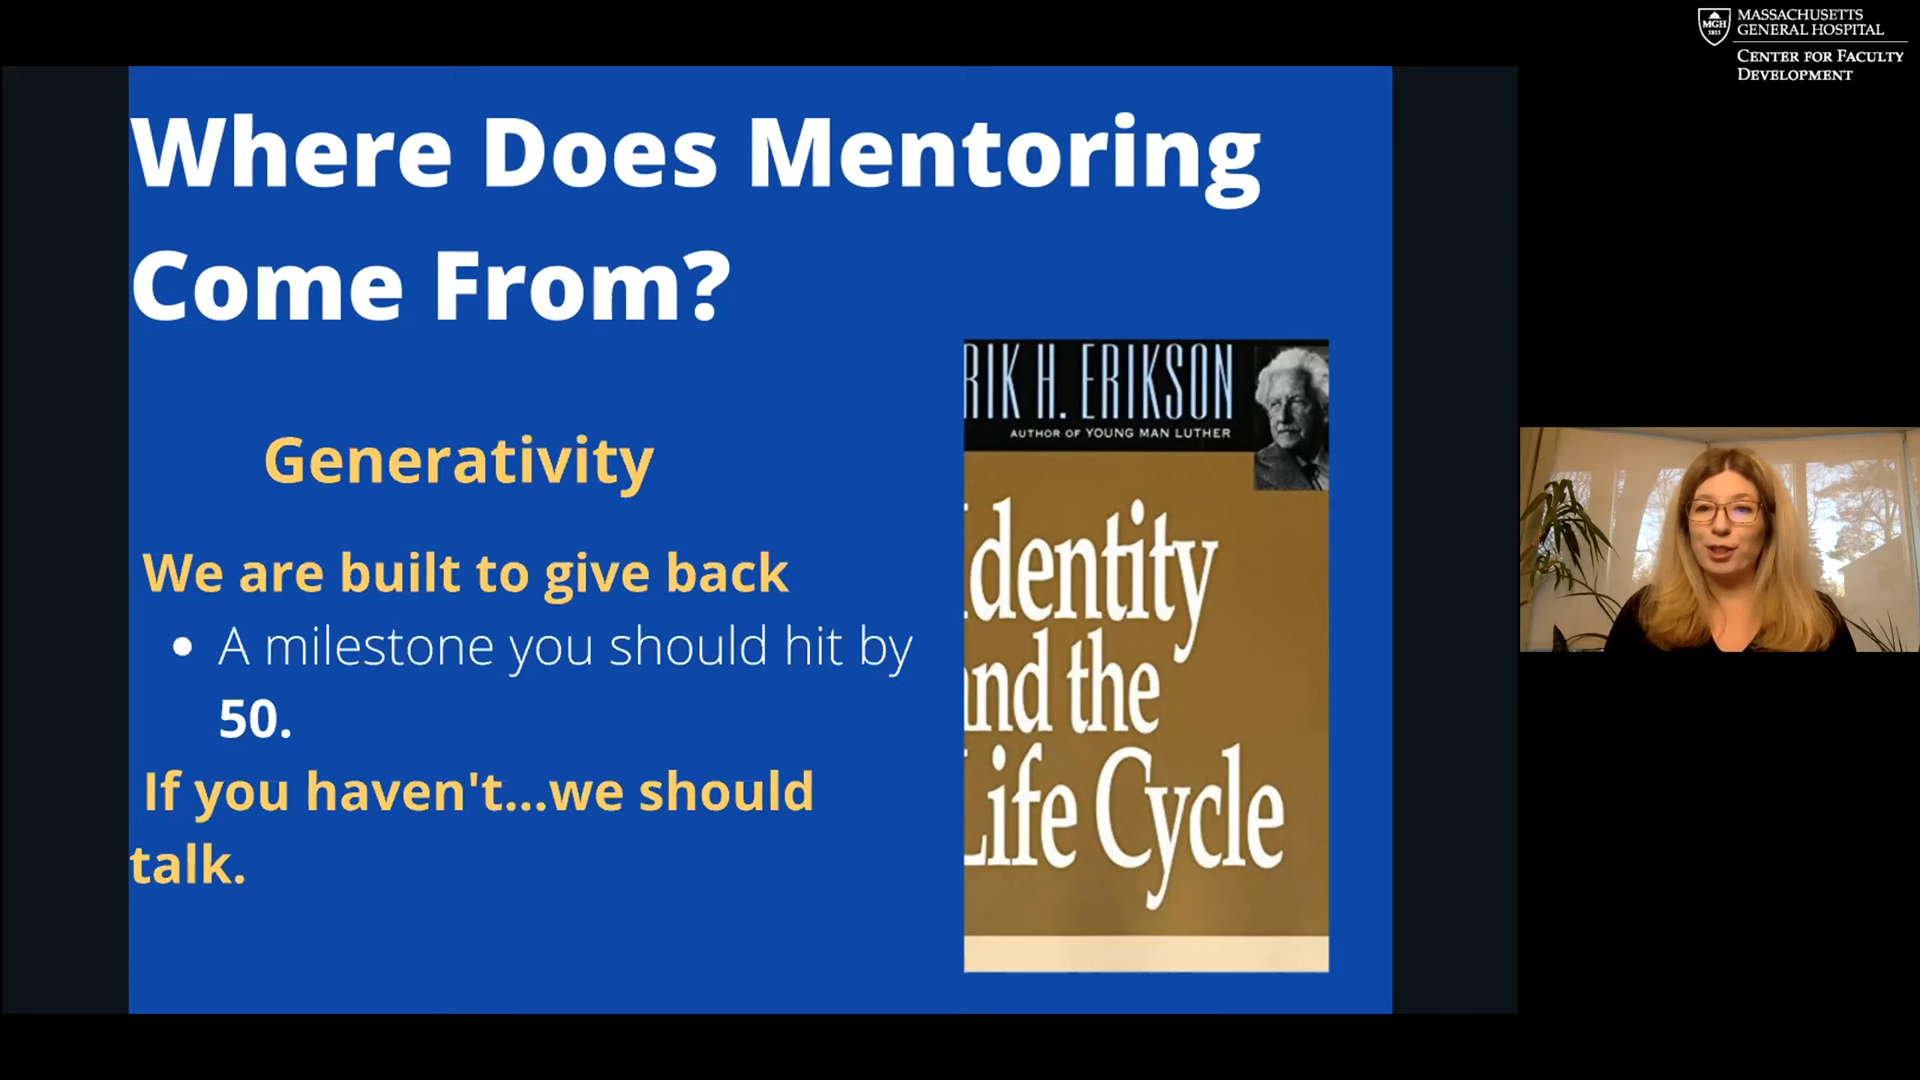 MASSACHUSETTS
GENERAL HOSPITAL
CENTER FOR FACULTY
DEVELOPMENT
MGH
1811
Where Does Mentoring
Come From?
Generativity
We are built to give back
• A milestone you should hit by
50.
If you haven't...we should
talk.
RIK H. ERIKSON
AUTHOR OF YOUNG MAN LUTHER
Identity
and the
Life Cycle